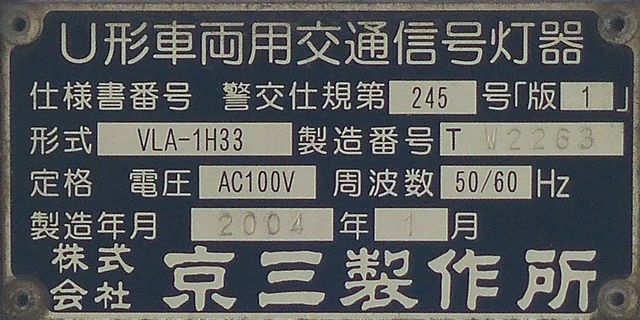 U形車両用交通信号灯器
仕様書番号 警交仕規第 245 号「版 1 」
形式 VLA-1H33 製造番号 T W2263
定格 電圧 AC100V 周波数 50/60 Hz
製造年月 2004 年 1 月
株式会社 京三製作所